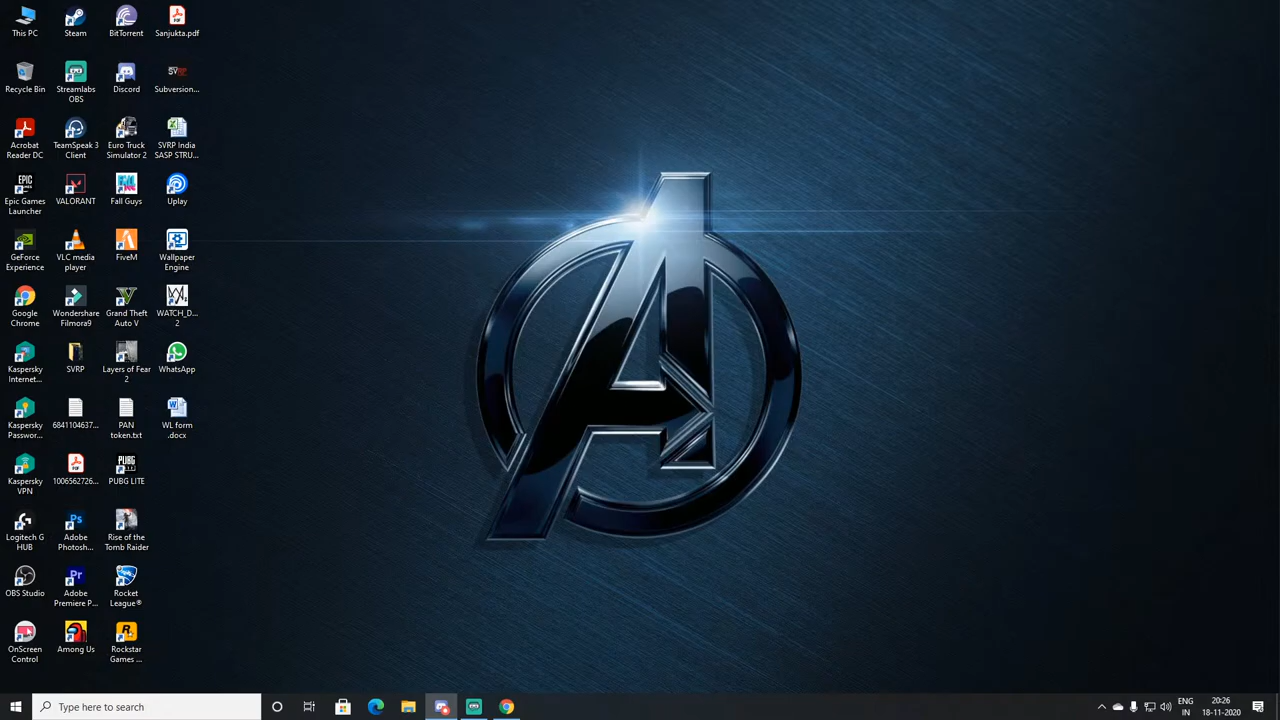 This PC
Steam
BitTorrent
Sanjukta.pdf
Recycle Bin
Streamlabs
OBS
Discord
Subversion...
Acrobat
Reader DC
TeamSpeak 3
Client
Euro Truck
Simulator 2
SVRP India
SASP STRU...
Epic Games
Launcher
VALORANT
Fall Guys
Uplay
GeForce
Experience
VLC media
player
FiveM
Wallpaper
Engine
Google
Chrome
Wondershare
Filmora9
Grand Theft
Auto V
WATCH_D...
2
Kaspersky
Internet...
SVRP
Layers of Fear
2
WhatsApp
Kaspersky
Passwor...
6841104637...
PAN
token.txt
WL form
.docx
Kaspersky
VPN
1006562726...
PUBG LITE
Logitech G
HUB
Adobe
Photosh...
Rise of the
Tomb Raider
OBS Studio
Adobe
Premiere P...
Rocket
League®
OnScreen
Control
Among Us
Rockstar
Games ...
Type here to search
ENG
IN
20:26
18-11-2020